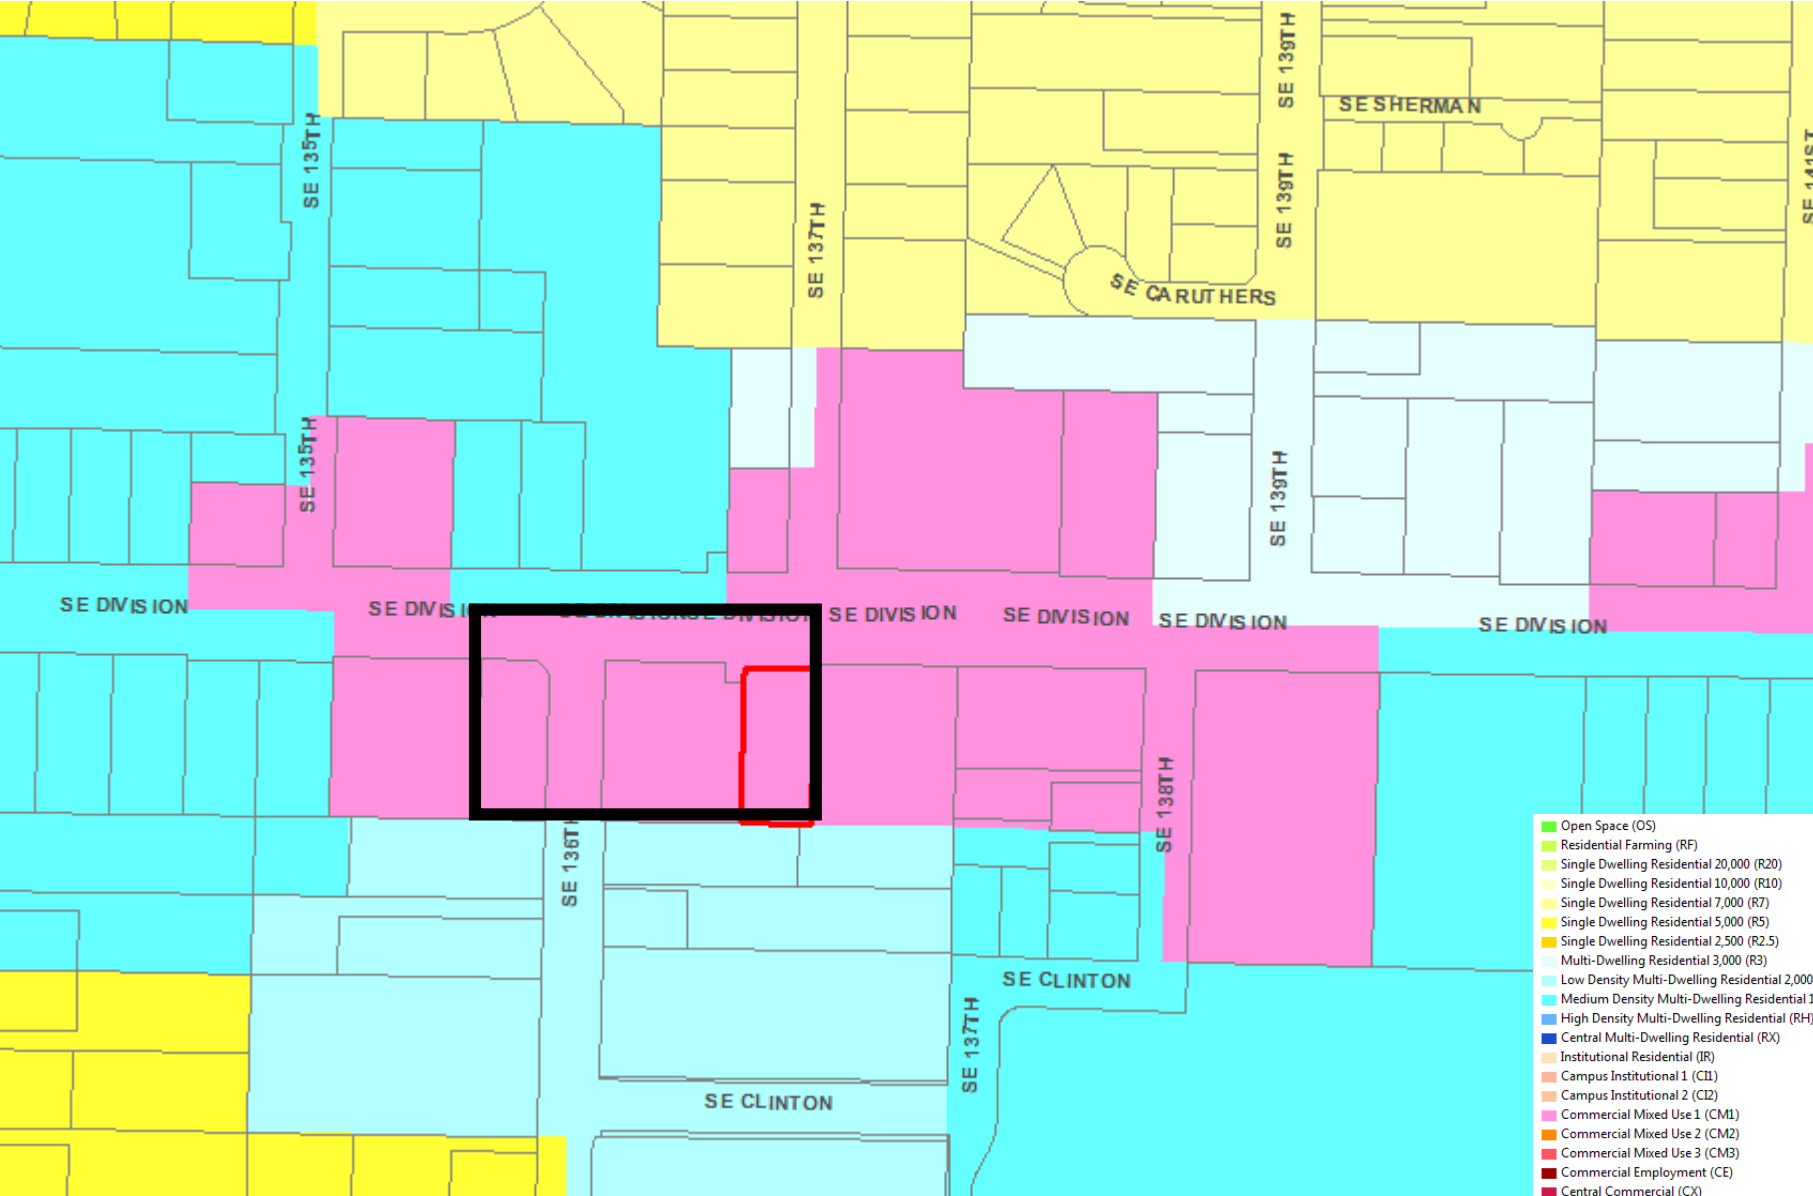 SE 139TH
SE SHERMAN
SE 135TH
SE 141ST
SE 139TH
SE 137TH
SE CARUTHERS
SE 135TH
SE 139TH
SE DIVISION
SE DIVISION
SE DIVISION
SE DIVISION
SE DIVISION
SE DIVISION
SE DIVISION
SE 138TH
SE 136TH
SE CLINTON
SE 137TH
SE CLINTON
Open Space (OS)
Residential Farming (RF)
Single Dwelling Residential 20,000 (R20)
Single Dwelling Residential 10,000 (R10)
Single Dwelling Residential 7,000 (R7)
Single Dwelling Residential 5,000 (R5)
Single Dwelling Residential 2,500 (R2.5)
Multi-Dwelling Residential 3,000 (R3)
Low Density Multi-Dwelling Residential 2,000
Medium Density Multi-Dwelling Residential 1
High Density Multi-Dwelling Residential (RH)
Central Multi-Dwelling Residential (RX)
Institutional Residential (IR)
Campus Institutional 1 (CI1)
Campus Institutional 2 (CI2)
Commercial Mixed Use 1 (CM1)
Commercial Mixed Use 2 (CM2)
Commercial Mixed Use 3 (CM3)
Commercial Employment (CE)
Central Commercial (CX)